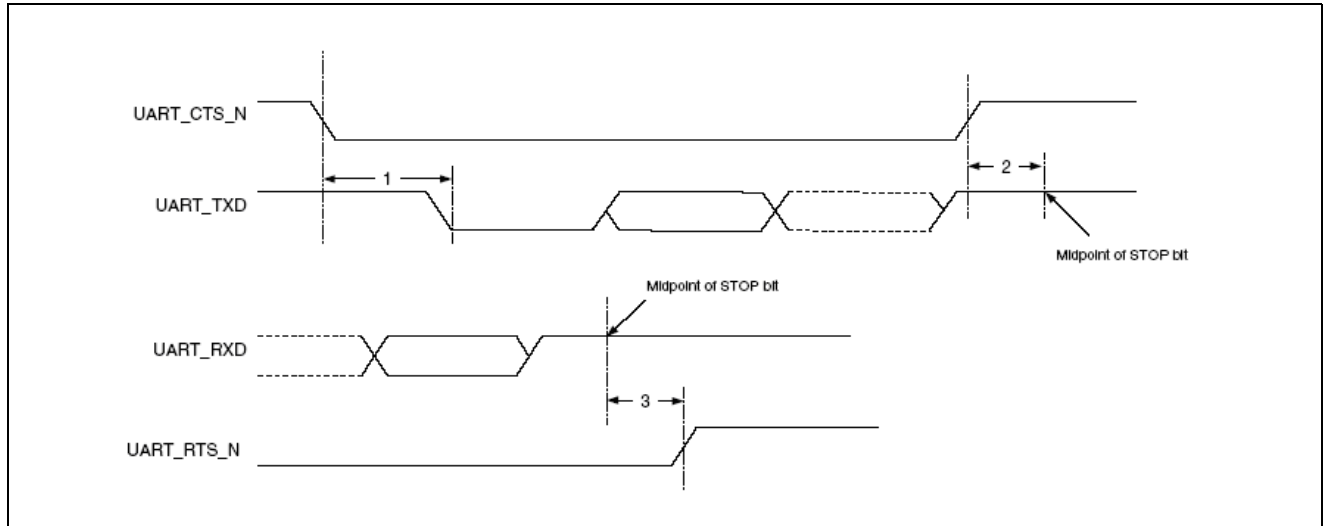 UART_CTS_N
1
2
UART_TXD
Midpoint of STOP bit
Midpoint of STOP bit
UART_RXD
3
UART_RTS_N